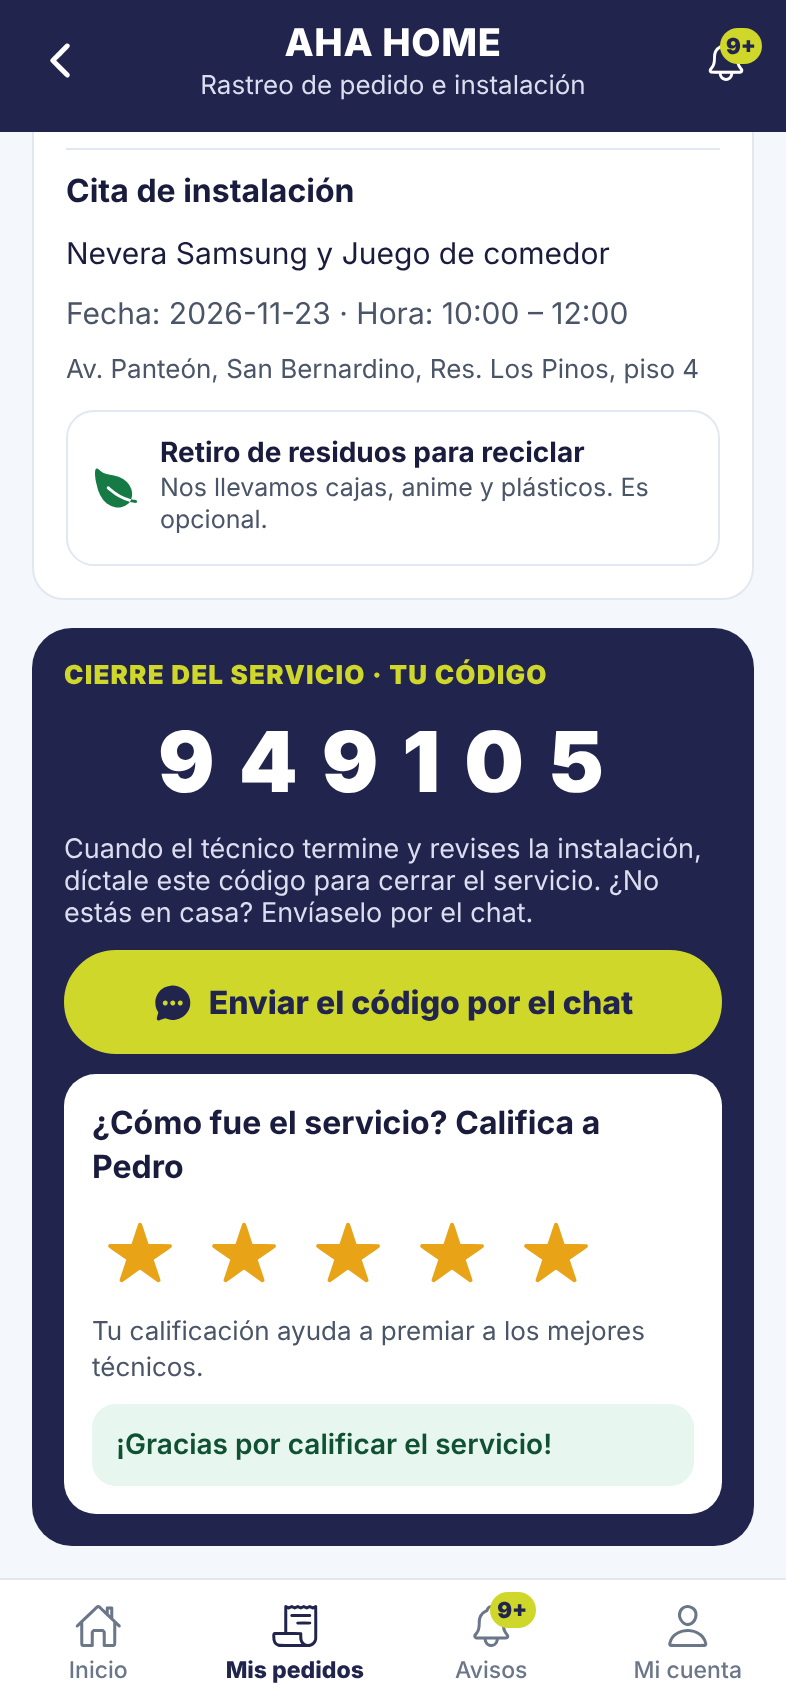 AHA HOME
9+
Rastreo de pedido e instalación
Cita de instalación
Nevera Samsung y Juego de comedor
Fecha: 2026-11-23 · Hora: 10:00 – 12:00
Av. Panteón, San Bernardino, Res. Los Pinos, piso 4
Retiro de residuos para reciclar
Nos llevamos cajas, anime y plásticos. Es
opcional.
CIERRE DEL SERVICIO · TU CÓDIGO
9 4 9 1 0 5
Cuando el técnico termine y revises la instalación,
díctale este código para cerrar el servicio. ¿No
estás en casa? Envíaselo por el chat.
Enviar el código por el chat
¿Cómo fue el servicio? Califica a
Pedro
Tu calificación ayuda a premiar a los mejores
técnicos.
¡Gracias por calificar el servicio!
9+
Inicio
Mis pedidos
Avisos
Mi cuenta